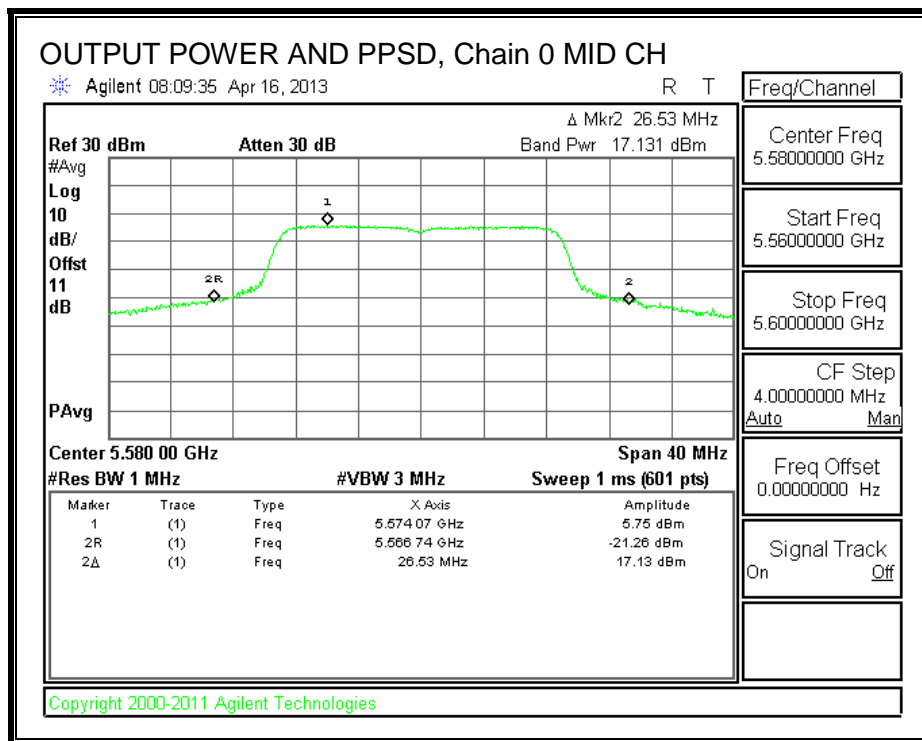 OUTPUT POWER AND PPSD, Chain 0 MID CH
Agilent 08:09:35 Apr 16, 2013 R T
Δ Mkr2 26.53 MHz
Ref 30 dBm Atten 30 dB Band Pwr 17.131 dBm
#Avg
Log
10
dB/
Offst
11
dB
PAvg
1
2R
2
Center 5.580 00 GHz Span 40 MHz
#Res BW 1 MHz #VBW 3 MHz Sweep 1 ms (601 pts)
Marker Trace Type X Axis Amplitude
1 (1) Freq 5.574 07 GHz 5.75 dBm
2R (1) Freq 5.566 74 GHz -21.26 dBm
2Δ (1) Freq 26.53 MHz 17.13 dBm
Freq/Channel
Center Freq
5.58000000 GHz
Start Freq
5.56000000 GHz
Stop Freq
5.60000000 GHz
CF Step
4.00000000 MHz
Auto Man
Freq Offset
0.00000000 Hz
Signal Track
On Off
Copyright 2000-2011 Agilent Technologies